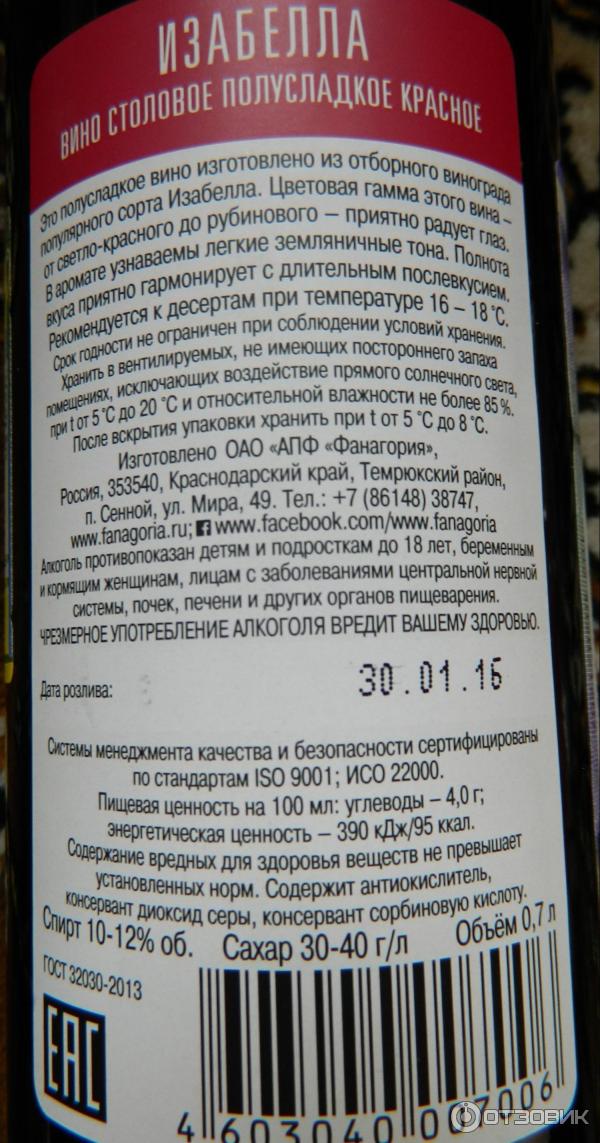 ИЗАБЕЛЛА
ВИНО СТОЛОВОЕ ПОЛУСЛАДКОЕ КРАСНОЕ
Это полусладкое вино изготовлено из отборного винограда
популярного сорта Изабелла. Цветовая гамма этого вина –
от светло-красного до рубинового – приятно радует глаз.
В аромате узнаваемы легкие земляничные тона. Полнота
вкуса приятно гармонирует с длительным послевкусием.
Рекомендуется к десертам при температуре 16 – 18 °С.
Срок годности не ограничен при соблюдении условий хранения.
Хранить в вентилируемых, не имеющих постороннего запаха
помещениях, исключающих воздействие прямого солнечного света,
при t от 5 °С до 20 °С и относительной влажности не более 85 %.
После вскрытия упаковки хранить при t от 5 °С до 8 °С.
Изготовлено ОАО «АПФ «Фанагория»,
Россия, 353540, Краснодарский край, Темрюкский район,
п. Сенной, ул. Мира, 49. Тел.: +7 (86148) 38747,
www.fanagoria.ru; f www.facebook.com/www.fanagoria
Алкоголь противопоказан детям и подросткам до 18 лет, беременным
и кормящим женщинам, лицам с заболеваниями центральной нервной
системы, почек, печени и других органов пищеварения.
ЧРЕЗМЕРНОЕ УПОТРЕБЛЕНИЕ АЛКОГОЛЯ ВРЕДИТ ВАШЕМУ ЗДОРОВЬЮ.
Дата розлива: 30.01.16
Системы менеджмента качества и безопасности сертифицированы
по стандартам ISO 9001; ИСО 22000.
Пищевая ценность на 100 мл: углеводы – 4,0 г;
энергетическая ценность – 390 кДж/95 ккал.
Содержание вредных для здоровья веществ не превышает
установленных норм. Содержит антиокислитель,
консервант диоксид серы, консервант сорбиновую кислоту.
Спирт 10-12% об. Сахар 30-40 г/л Объём 0,7 л
ГОСТ 32030-2013
ЕАС
4 603040 007006
ОТЗОВИК